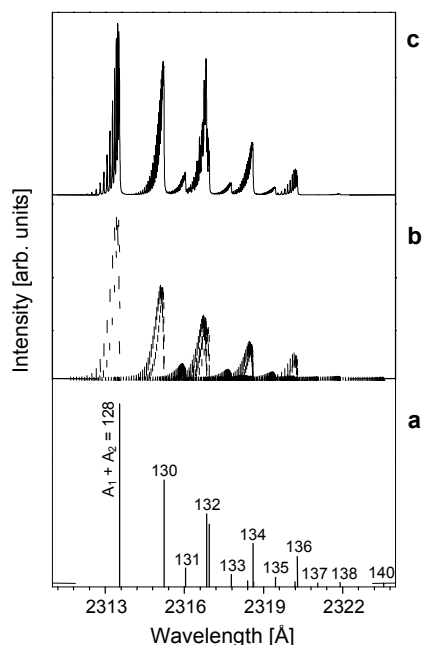 c
b
a
Intensity [arb. units]
A₁ + A₂ = 128
130
131
132
133
134
135
136
137
138
140
2313
2316
2319
2322
Wavelength [Å]